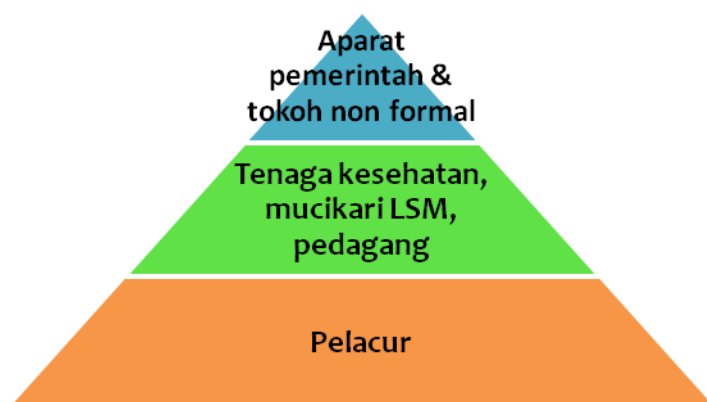 Aparat
pemerintah &
tokoh non formal
Tenaga kesehatan,
mucikari LSM,
pedagang
Pelacur